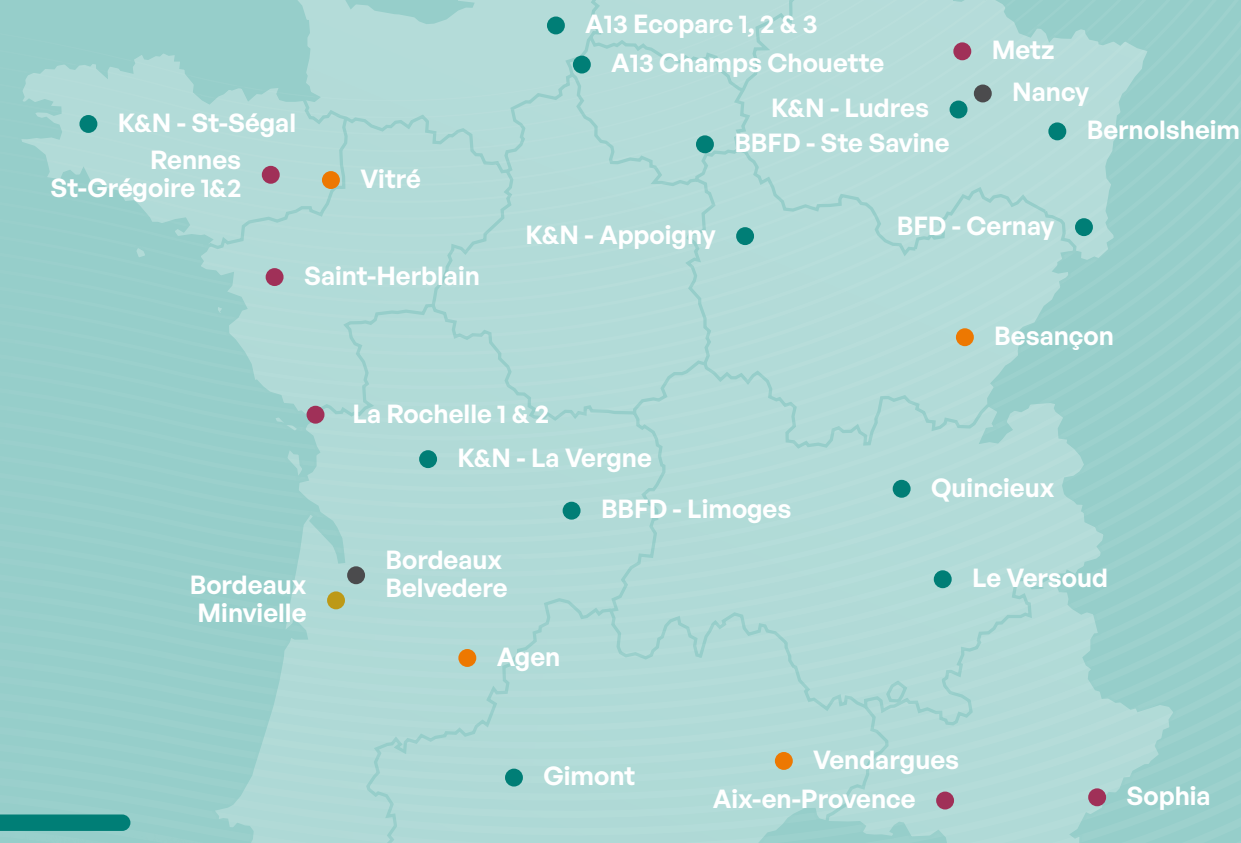 A13 Ecoparc 1, 2 & 3
A13 Champs Chouette
Metz
Nancy
K&N - Ludres
K&N - St-Ségal
Bernolsheim
BBFD - Ste Savine
Rennes
St-Grégoire 1&2
Vitré
BFD - Cernay
K&N - Appoigny
Saint-Herblain
Besançon
La Rochelle 1 & 2
K&N - La Vergne
Quincieux
BBFD - Limoges
Bordeaux
Belvedere
Le Versoud
Bordeaux
Minvielle
Agen
Vendargues
Gimont
Aix-en-Provence
Sophia